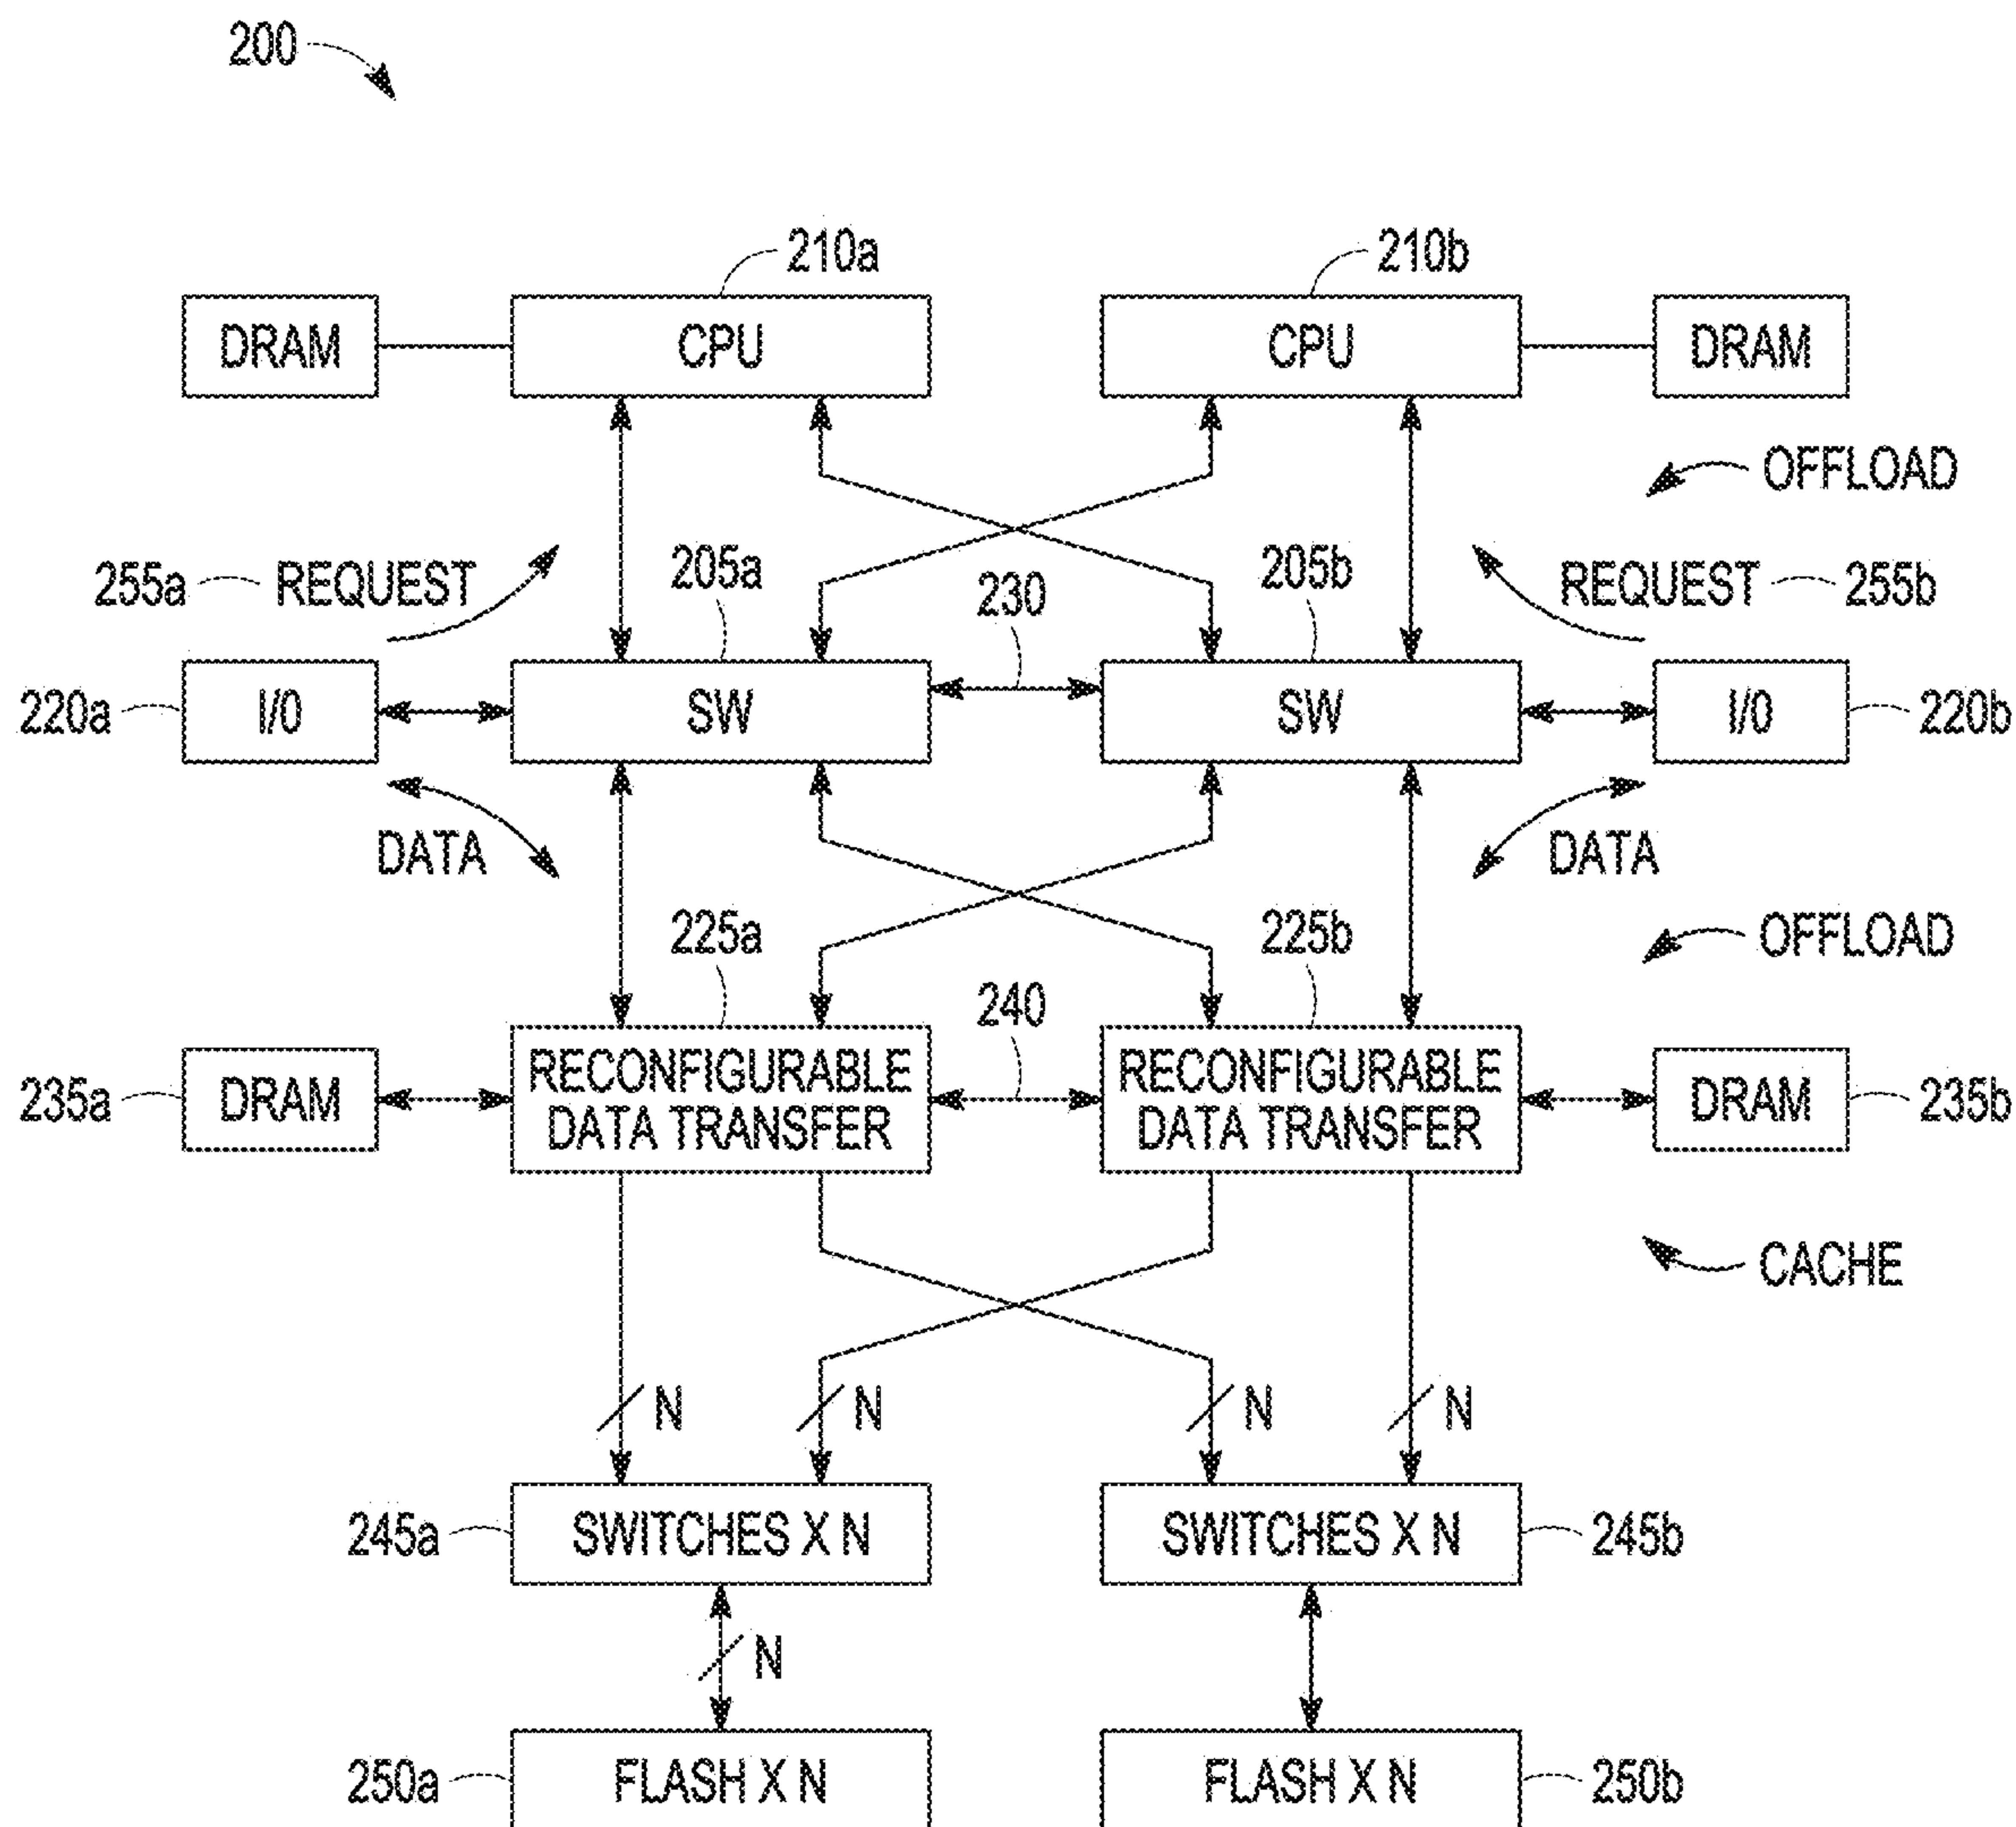 200
210a
210b
DRAM
CPU
CPU
DRAM
OFFLOAD
255a
REQUEST
205a
230
205b
REQUEST
255b
220a
I/0
SW
SW
I/0
220b
DATA
DATA
225a
225b
OFFLOAD
240
235a
DRAM
RECONFIGURABLE
DATA TRANSFER
RECONFIGURABLE
DATA TRANSFER
DRAM
235b
CACHE
N
N
N
N
245a
SWITCHES X N
SWITCHES X N
245b
N
250a
FLASH X N
FLASH X N
250b